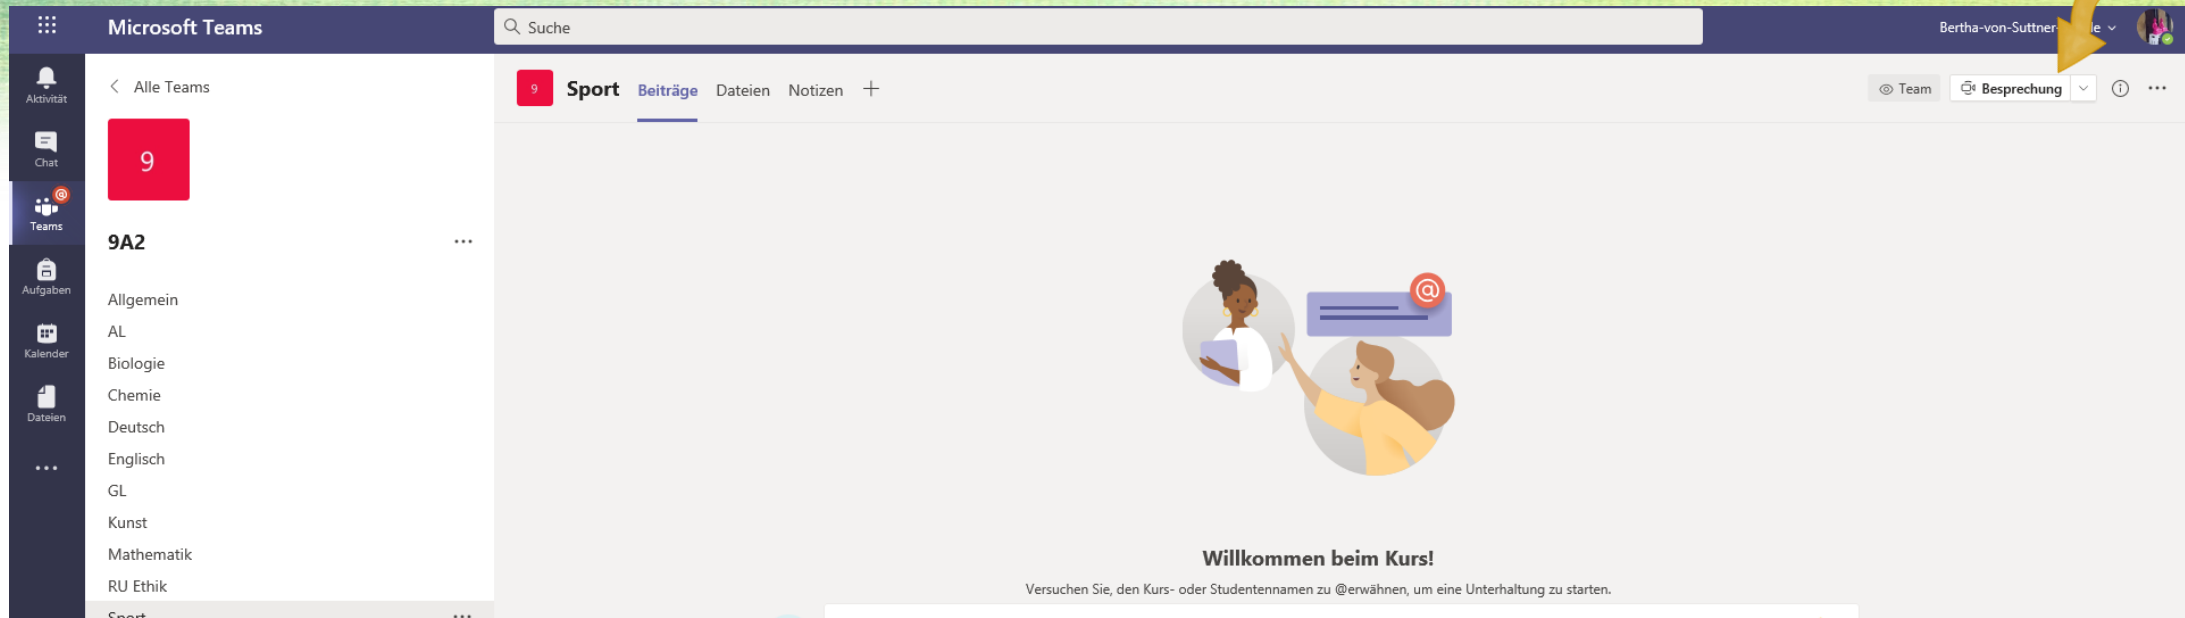 Microsoft Teams
Suche
Bertha-von-Suttner-
Aktivität
Chat
@
Teams
Aufgaben
Kalender
Dateien
Alle Teams
9
9A2
Allgemein
AL
Biologie
Chemie
Deutsch
Englisch
GL
Kunst
Mathematik
RU Ethik
Sport
9 Sport Beiträge Dateien Notizen
Team Besprechung
@
Willkommen beim Kurs!
Versuchen Sie, den Kurs- oder Studentennamen zu @erwähnen, um eine Unterhaltung zu starten.